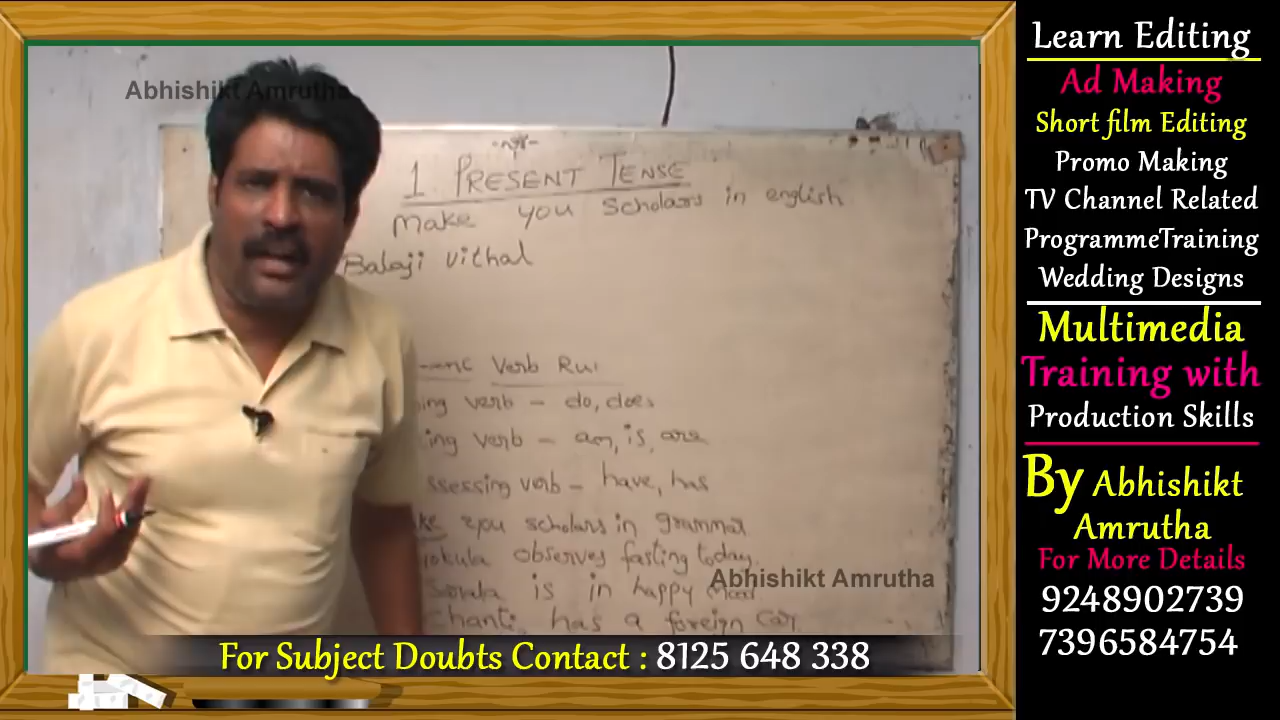 Abhishikt Amrutha
1 PRESENT TENSE
Make you Scholars in english
Balaji Vithal
Verb
verb - do, does
verb - am, is, are
verb - have, has
you scholars in grammar
observes fasting today.
is in happy
has a foreign car.
Abhishikt Amrutha
For Subject Doubts Contact : 8125 648 338
Learn Editing
Ad Making
Short film Editing
Promo Making
TV Channel Related
ProgrammeTraining
Wedding Designs
Multimedia
Training with
Production Skills
By Abhishikt
Amrutha
For More Details
9248902739
7396584754